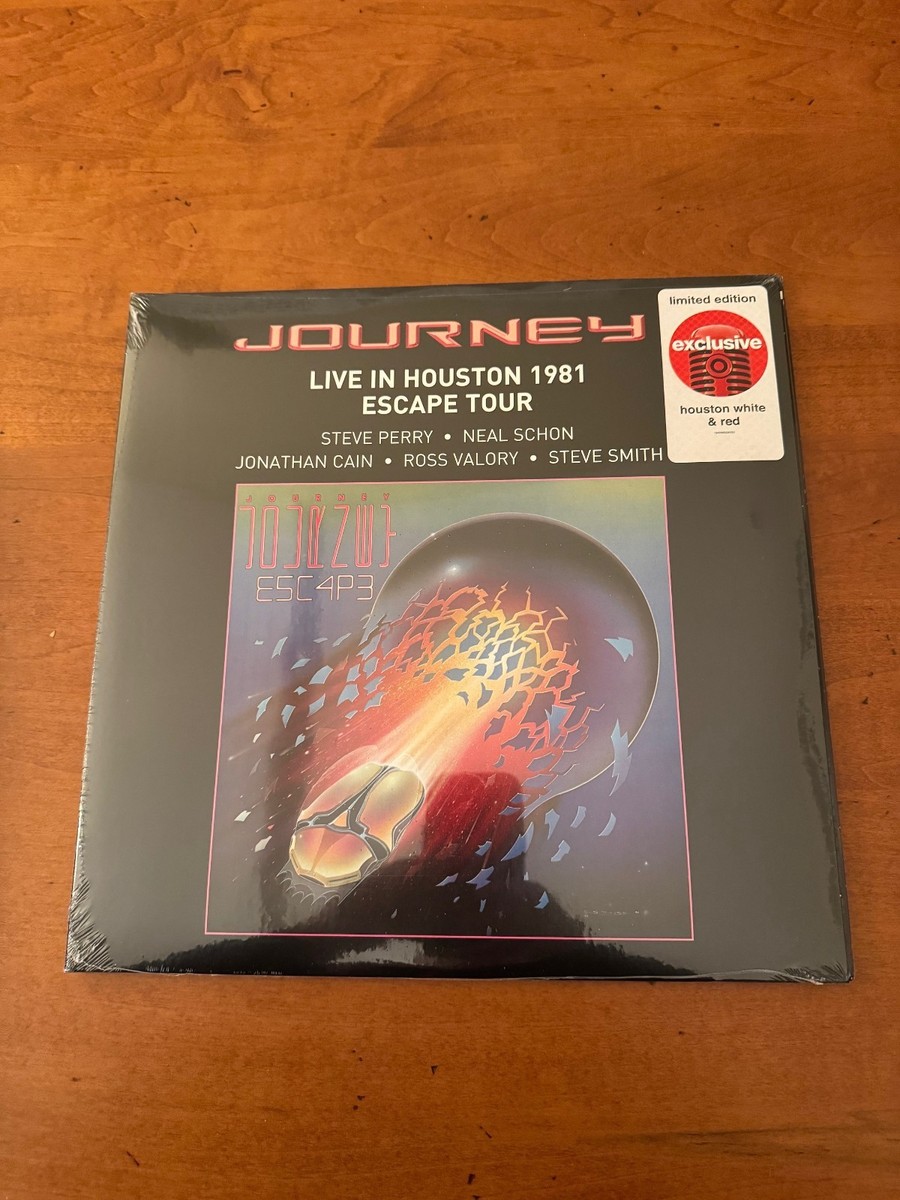 JOURNEY
LIVE IN HOUSTON 1981
ESCAPE TOUR
STEVE PERRY • NEAL SCHON
JONATHAN CAIN • ROSS VALORY • STEVE SMITH
limited edition
exclusive
houston white
& red
JOURNEY
ESC4P3